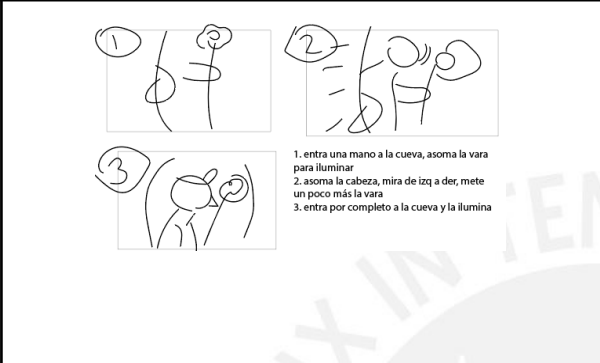 1
2
3
1. entra una mano a la cueva, asoma la vara
para iluminar
2. asoma la cabeza, mira de izq a der, mete
un poco más la vara
3. entra por completo a la cueva y la ilumina